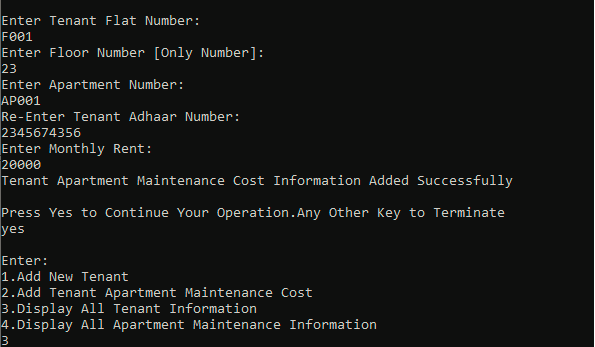 Enter Tenant Flat Number:
F001
Enter Floor Number [Only Number]:
23
Enter Apartment Number:
AP001
Re-Enter Tenant Adhaar Number:
2345674356
Enter Monthly Rent:
20000
Tenant Apartment Maintenance Cost Information Added Successfully
Press Yes to Continue Your Operation.Any Other Key to Terminate
yes
Enter:
1.Add New Tenant
2.Add Tenant Apartment Maintenance Cost
3.Display All Tenant Information
4.Display All Apartment Maintenance Information
3